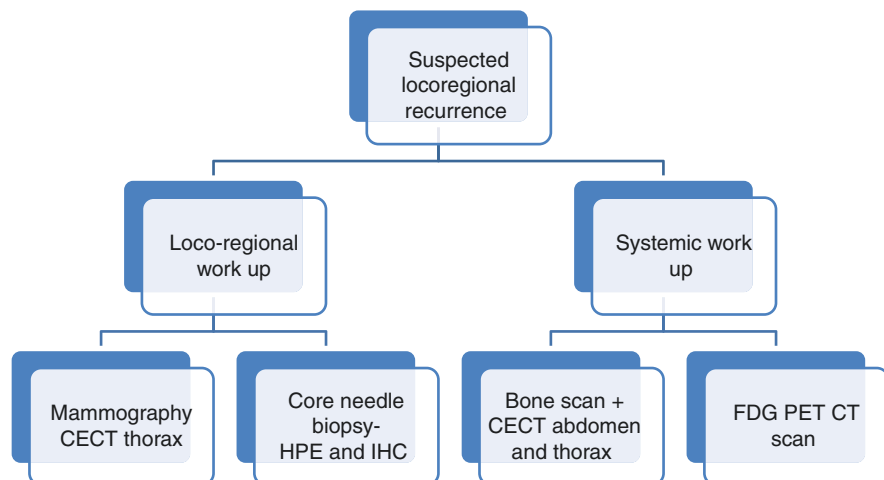 Suspected
locoregional
recurrence
Loco-regional
work up
Systemic work
up
Mammography
CECT thorax
Core needle
biopsy-
HPE and IHC
Bone scan +
CECT abdomen
and thorax
FDG PET CT
scan